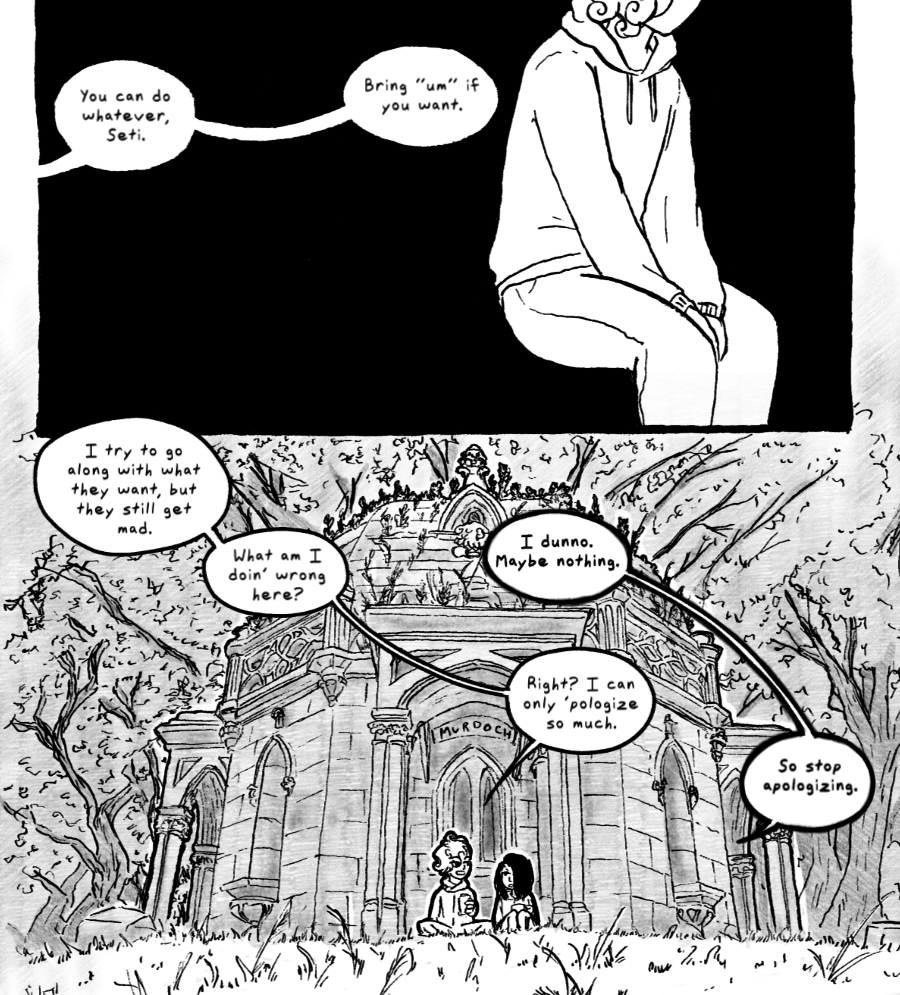 You can do
whatever,
Seti.
Bring "um" if
you want.
I try to go
along with what
they want, but
they still get
mad.
What am I
doin' wrong
here?
I dunno.
Maybe nothing.
Right? I can
only 'pologize
so much.
MURDOCH
So stop
apologizing.